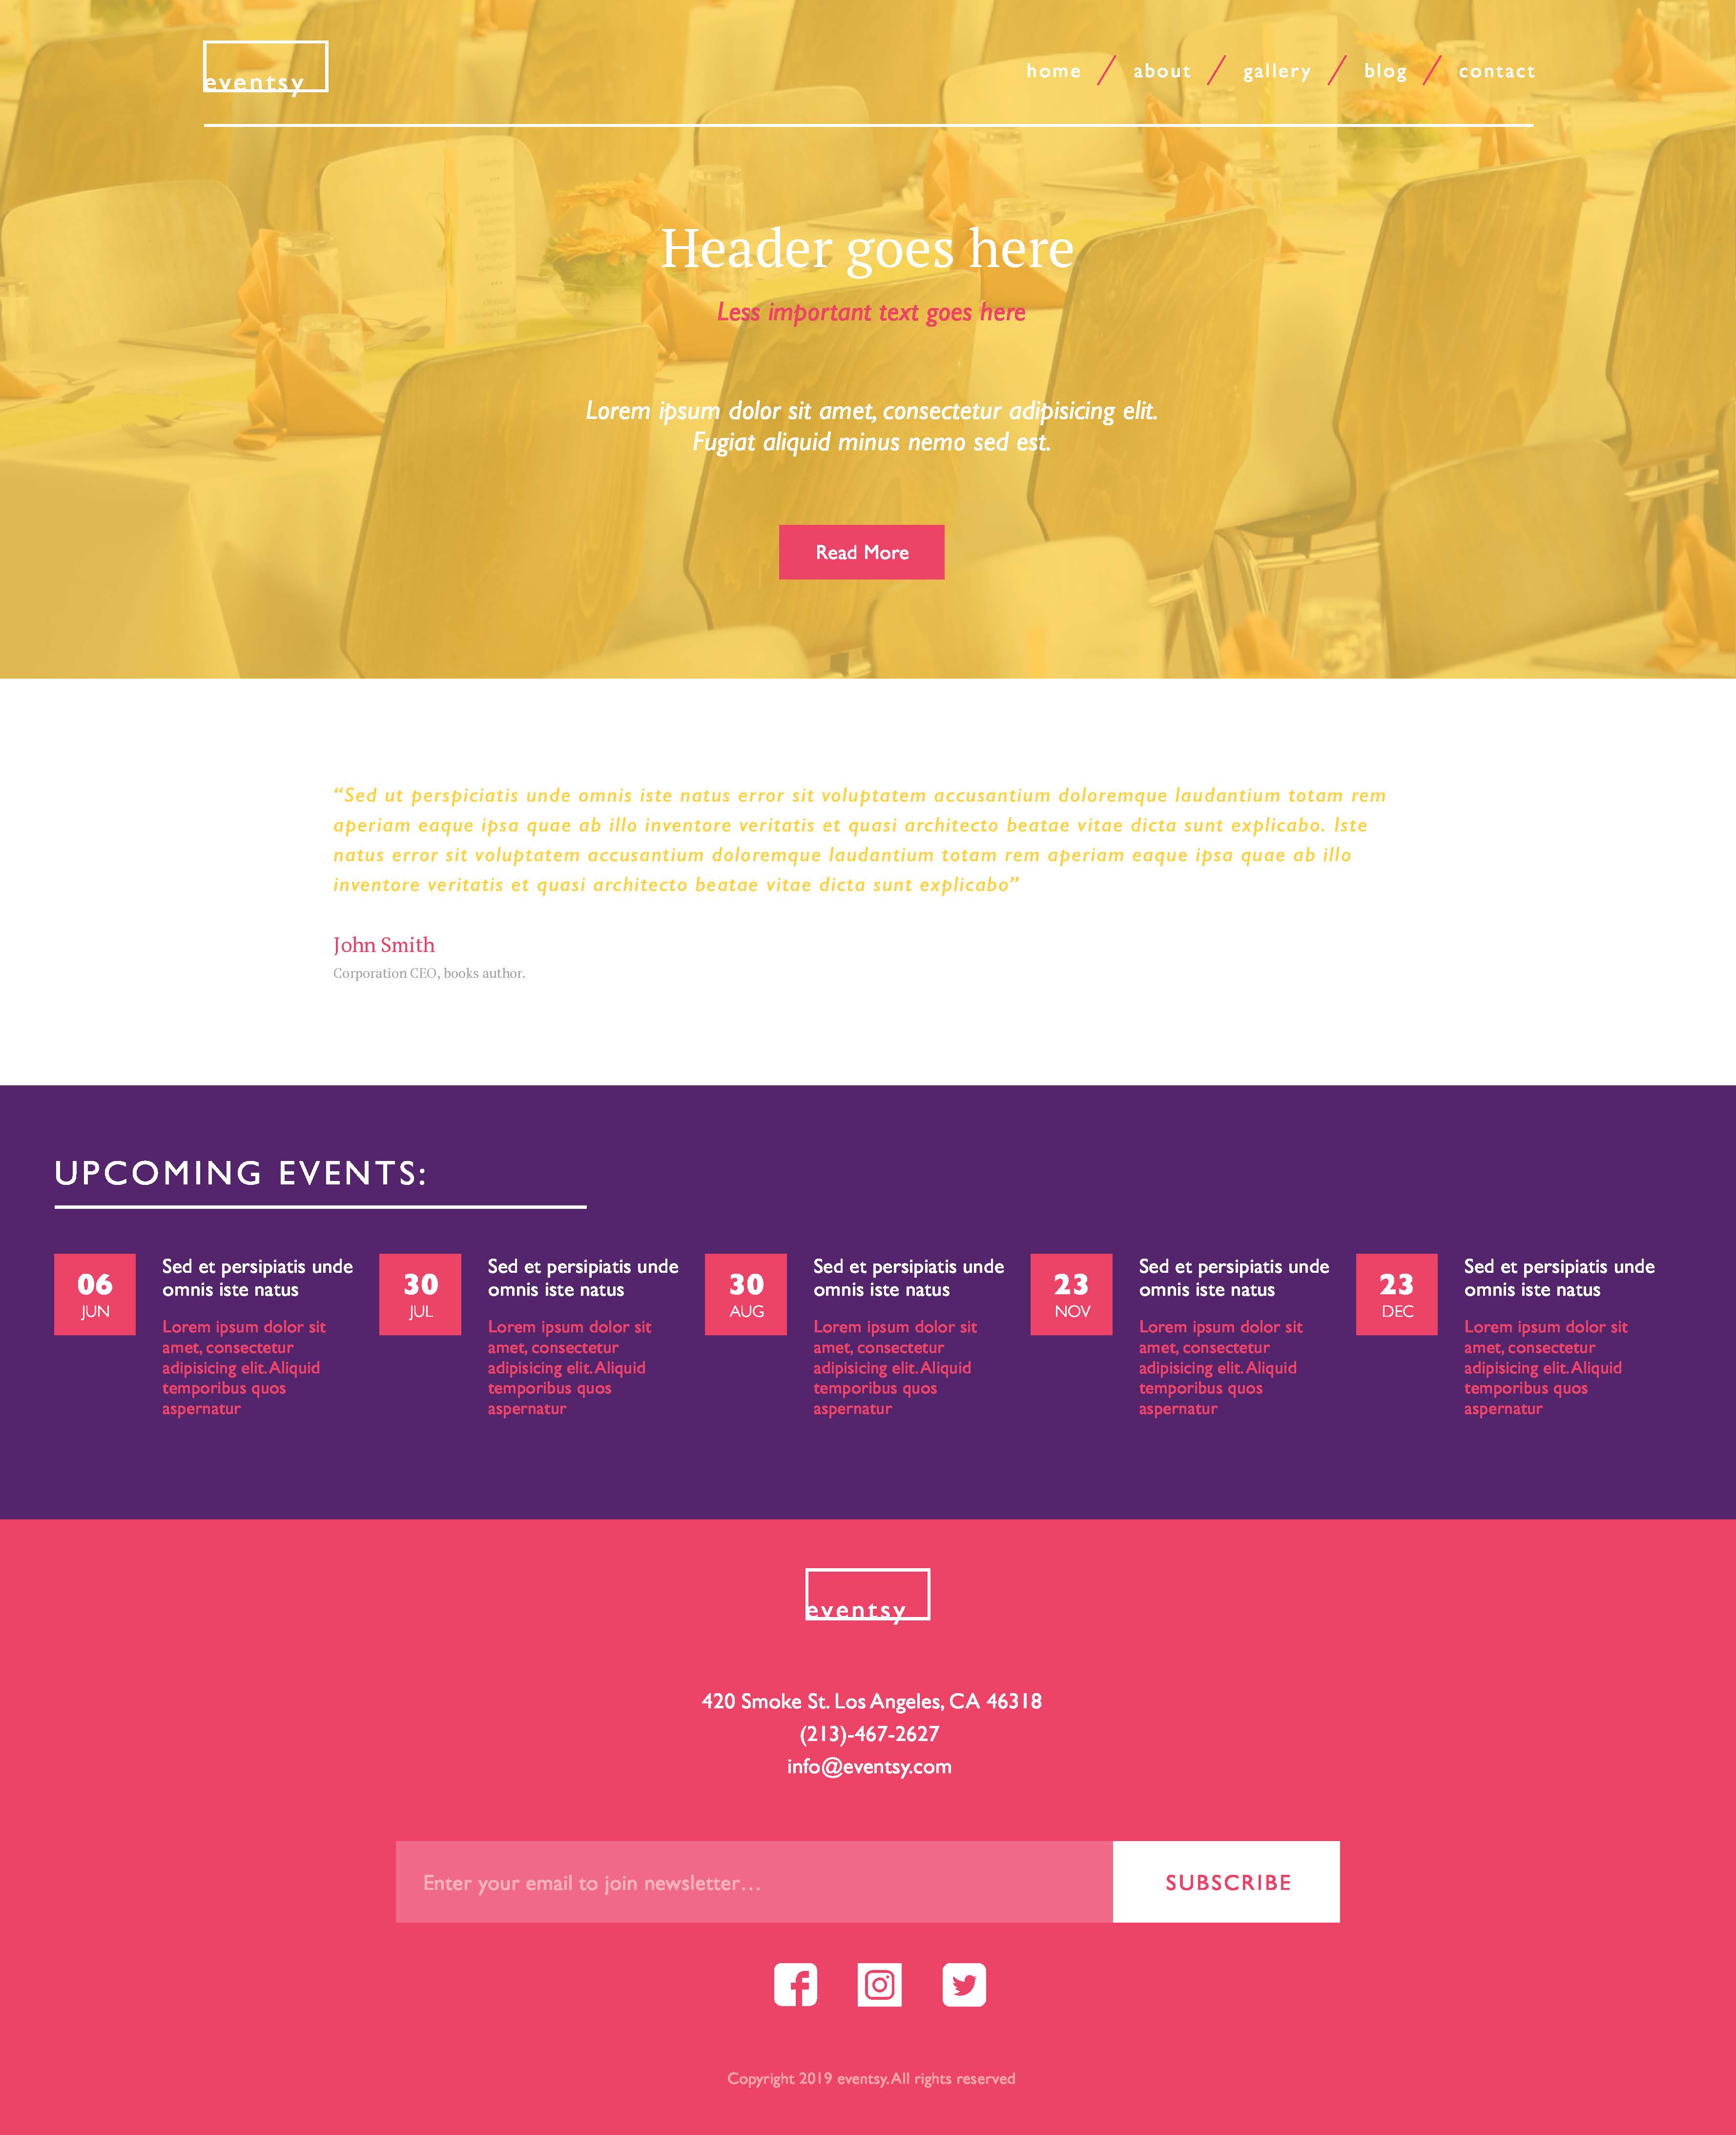 eventsy
home / about / gallery / blog / contact
Header goes here
Less important text goes here
Lorem ipsum dolor sit amet, consectetur adipisicing elit.
Fugiat aliquid minus nemo sed est.
Read More
“Sed ut perspiciatis unde omnis iste natus error sit voluptatem accusantium doloremque laudantium totam rem
aperiam eaque ipsa quae ab illo inventore veritatis et quasi architecto beatae vitae dicta sunt explicabo. Iste
natus error sit voluptatem accusantium doloremque laudantium totam rem aperiam eaque ipsa quae ab illo
inventore veritatis et quasi architecto beatae vitae dicta sunt explicabo”
John Smith
Corporation CEO, books author.
UPCOMING EVENTS:
06
JUN
Sed et persipiatis unde
omnis iste natus
Lorem ipsum dolor sit
amet, consectetur
adipisicing elit. Aliquid
temporibus quos
aspernatur
30
JUL
Sed et persipiatis unde
omnis iste natus
Lorem ipsum dolor sit
amet, consectetur
adipisicing elit. Aliquid
temporibus quos
aspernatur
30
AUG
Sed et persipiatis unde
omnis iste natus
Lorem ipsum dolor sit
amet, consectetur
adipisicing elit. Aliquid
temporibus quos
aspernatur
23
NOV
Sed et persipiatis unde
omnis iste natus
Lorem ipsum dolor sit
amet, consectetur
adipisicing elit. Aliquid
temporibus quos
aspernatur
23
DEC
Sed et persipiatis unde
omnis iste natus
Lorem ipsum dolor sit
amet, consectetur
adipisicing elit. Aliquid
temporibus quos
aspernatur
eventsy
420 Smoke St. Los Angeles, CA 46318
(213)-467-2627
info@eventsy.com
Enter your email to join newsletter…
SUBSCRIBE
Copyright 2019 eventsy. All rights reserved